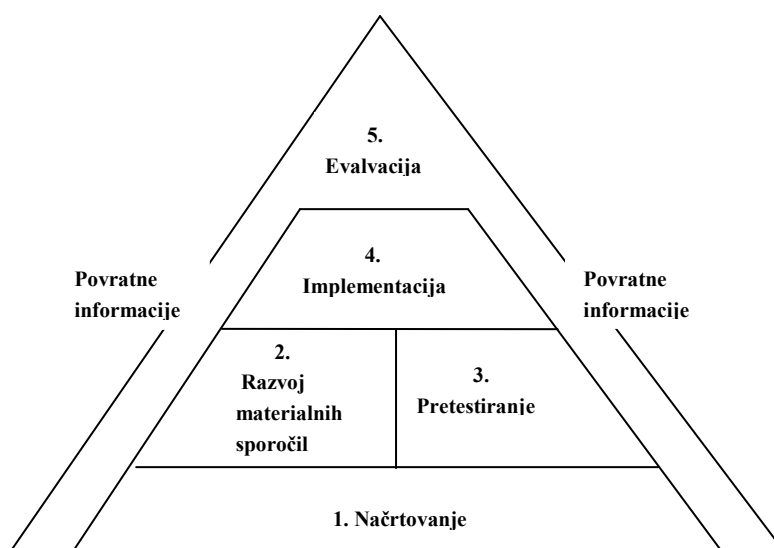 5.
Evalvacija
4.
Implementacija
Povratne
informacije
Povratne
informacije
2.
Razvoj
materialnih
sporočil
3.
Pretestiranje
1. Načrtovanje